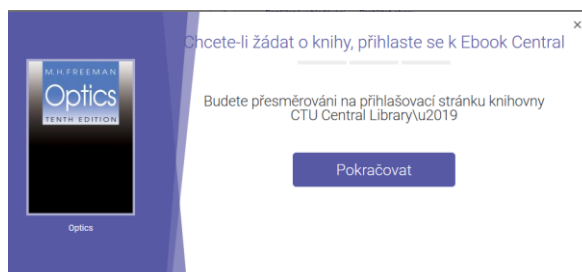 ×
Chcete-li žádat o knihy, přihlaste se k Ebook Central
M.H.FREEMAN
Optics
TENTH EDITION
Budete přesměrováni na přihlašovací stránku knihovny
CTU Central Library\u2019
Pokračovat
Optics